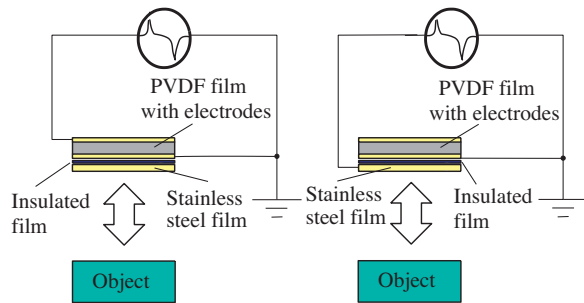 PVDF film
with electrodes
Insulated
film
Stainless
steel film
Object
PVDF film
with electrodes
Stainless
steel film
Insulated
film
Object